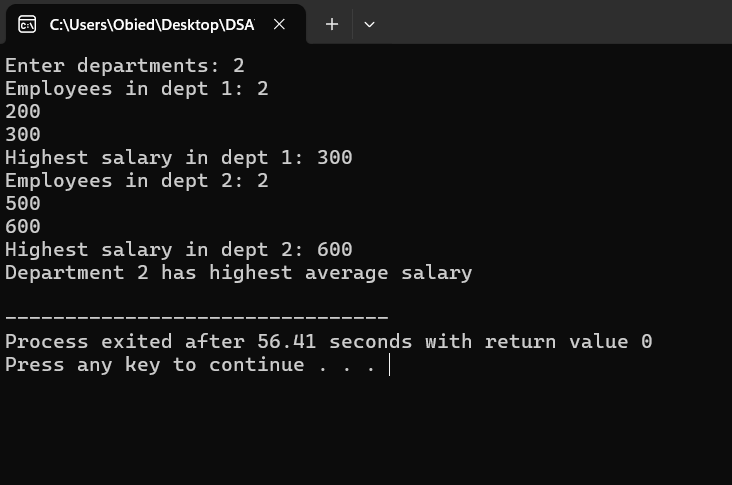 C:\Users\Obied\Desktop\DSA
Enter departments: 2
Employees in dept 1: 2
200
300
Highest salary in dept 1: 300
Employees in dept 2: 2
500
600
Highest salary in dept 2: 600
Department 2 has highest average salary
--------------------------------
Process exited after 56.41 seconds with return value 0
Press any key to continue . . .